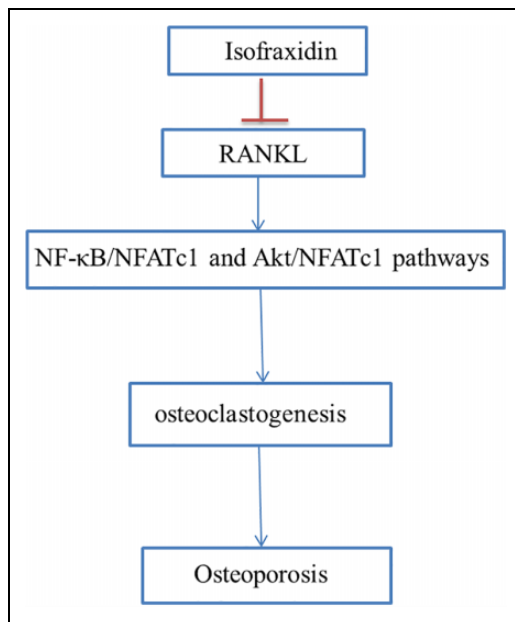 Isofraxidin
RANKL
NF-κB/NFATc1 and Akt/NFATc1 pathways
osteoclastogenesis
Osteoporosis